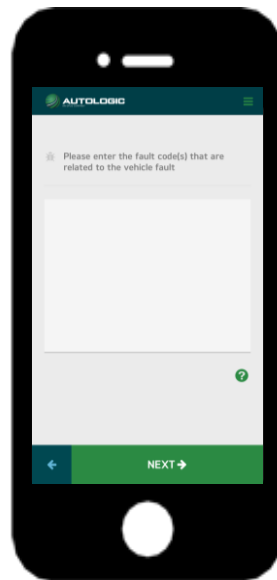 AUTOLOGIC
Please enter the fault code(s) that are
related to the vehicle fault
?
NEXT